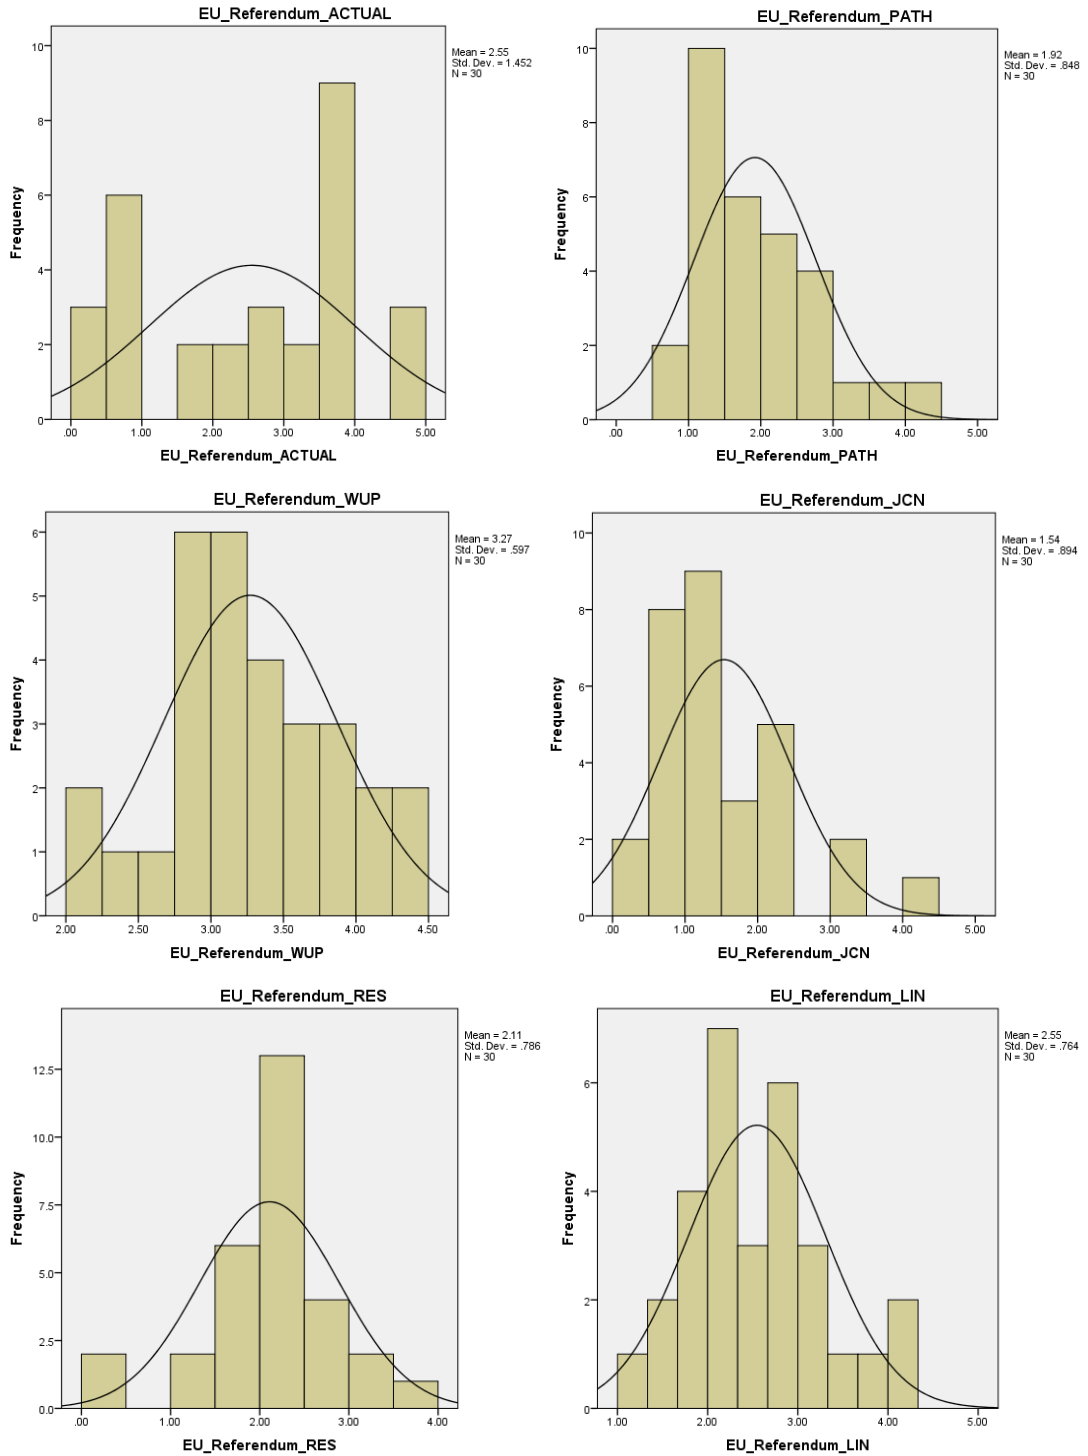 EU_Referendum_ACTUAL
Mean = 2.55
Std. Dev. = 1.452
N = 30
Frequency
10
8
6
4
2
0
.00 1.00 2.00 3.00 4.00 5.00
EU_Referendum_ACTUAL
EU_Referendum_PATH
Mean = 1.92
Std. Dev. = .848
N = 30
Frequency
10
8
6
4
2
0
.00 1.00 2.00 3.00 4.00 5.00
EU_Referendum_PATH
EU_Referendum_WUP
Mean = 3.27
Std. Dev. = .597
N = 30
Frequency
6
5
4
3
2
1
0
2.00 2.50 3.00 3.50 4.00 4.50
EU_Referendum_WUP
EU_Referendum_JCN
Mean = 1.54
Std. Dev. = .894
N = 30
Frequency
10
8
6
4
2
0
.00 1.00 2.00 3.00 4.00 5.00
EU_Referendum_JCN
EU_Referendum_RES
Mean = 2.11
Std. Dev. = .786
N = 30
Frequency
12.5
10.0
7.5
5.0
2.5
0.0
.00 1.00 2.00 3.00 4.00
EU_Referendum_RES
EU_Referendum_LIN
Mean = 2.55
Std. Dev. = .764
N = 30
Frequency
6
4
2
0
1.00 2.00 3.00 4.00 5.00
EU_Referendum_LIN